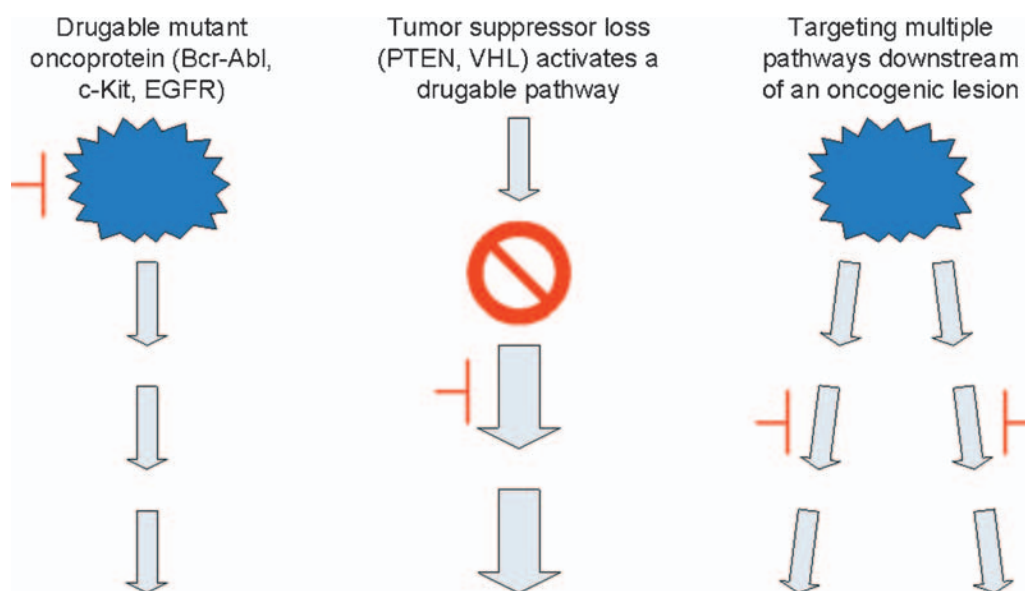 Drugable mutant
oncoprotein (Bcr-Abl,
c-Kit, EGFR)
Tumor suppressor loss
(PTEN, VHL) activates a
drugable pathway
Targeting multiple
pathways downstream
of an oncogenic lesion